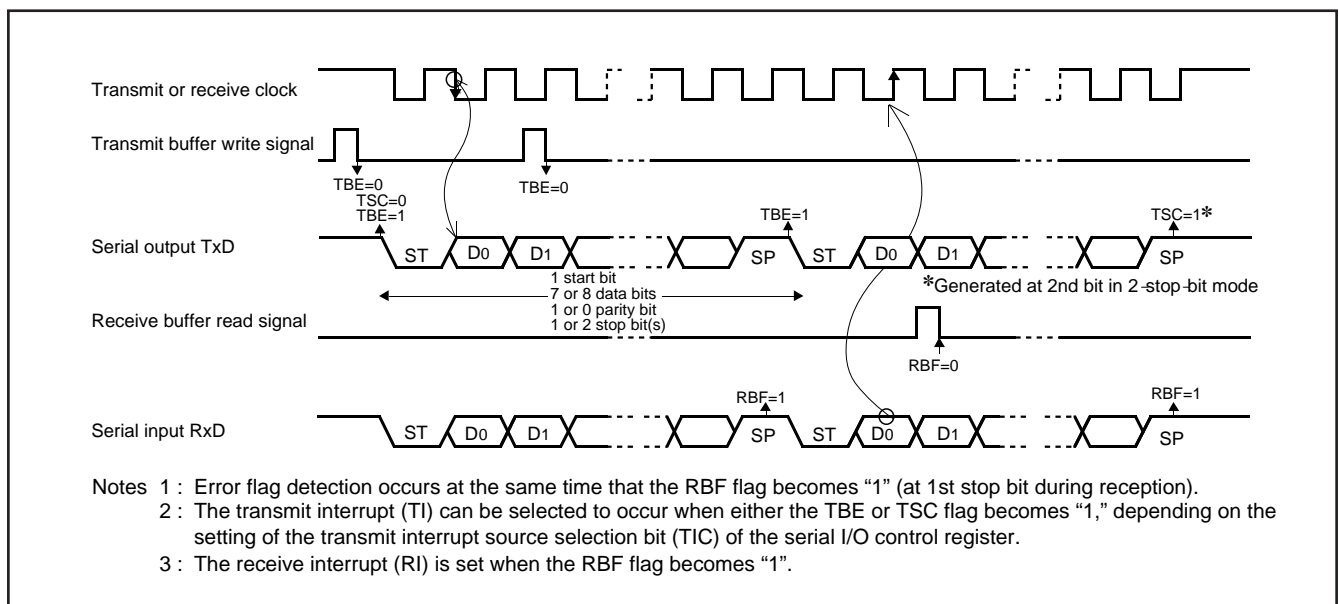 Transmit or receive clock
Transmit buffer write signal
TBE=0
TSC=0
TBE=1
TBE=0
Serial output TxD
ST
D0
D1
SP
TBE=1
ST
D0
D1
TSC=1*
SP
1 start bit
7 or 8 data bits
1 or 0 parity bit
1 or 2 stop bit(s)
*Generated at 2nd bit in 2-stop-bit mode
Receive buffer read signal
RBF=0
Serial input RxD
ST
D0
D1
RBF=1
SP
ST
D0
D1
RBF=1
SP
Notes 1 : Error flag detection occurs at the same time that the RBF flag becomes “1” (at 1st stop bit during reception).
2 : The transmit interrupt (TI) can be selected to occur when either the TBE or TSC flag becomes “1,” depending on the
setting of the transmit interrupt source selection bit (TIC) of the serial I/O control register.
3 : The receive interrupt (RI) is set when the RBF flag becomes “1”.